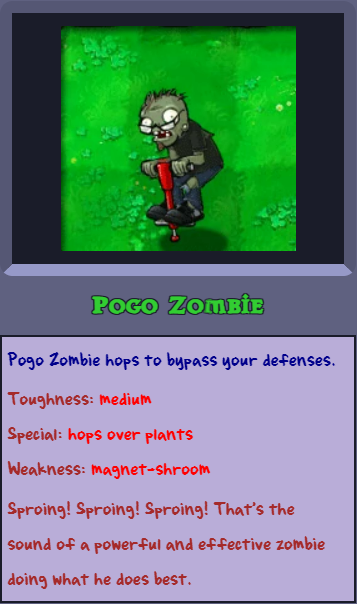 Pogo Zombie
Pogo Zombie hops to bypass your defenses.
Toughness: medium
Special: hops over plants
Weakness: magnet-shroom
Sproing! Sproing! Sproing! That's the
sound of a powerful and effective zombie
doing what he does best.